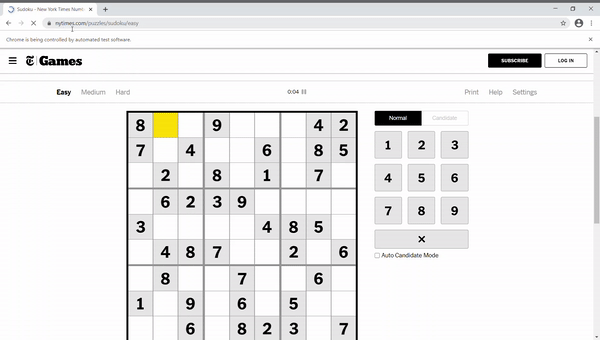 Sudoku - New York Times Num
nytimes.com/puzzles/sudoku/easy
Chrome is being controlled by automated test software.
T Games
SUBSCRIBE
LOG IN
Easy Medium Hard
0:04
Print Help Settings
8 9 4 2
7 4 6 8 5
2 8 1 7
6 2 3 9
3 4 8 5
4 8 7 2 6
8 7 6
1 9 6 5
6 8 2 3 7
Normal Candidate
1 2 3
4 5 6
7 8 9
X
Auto Candidate Mode